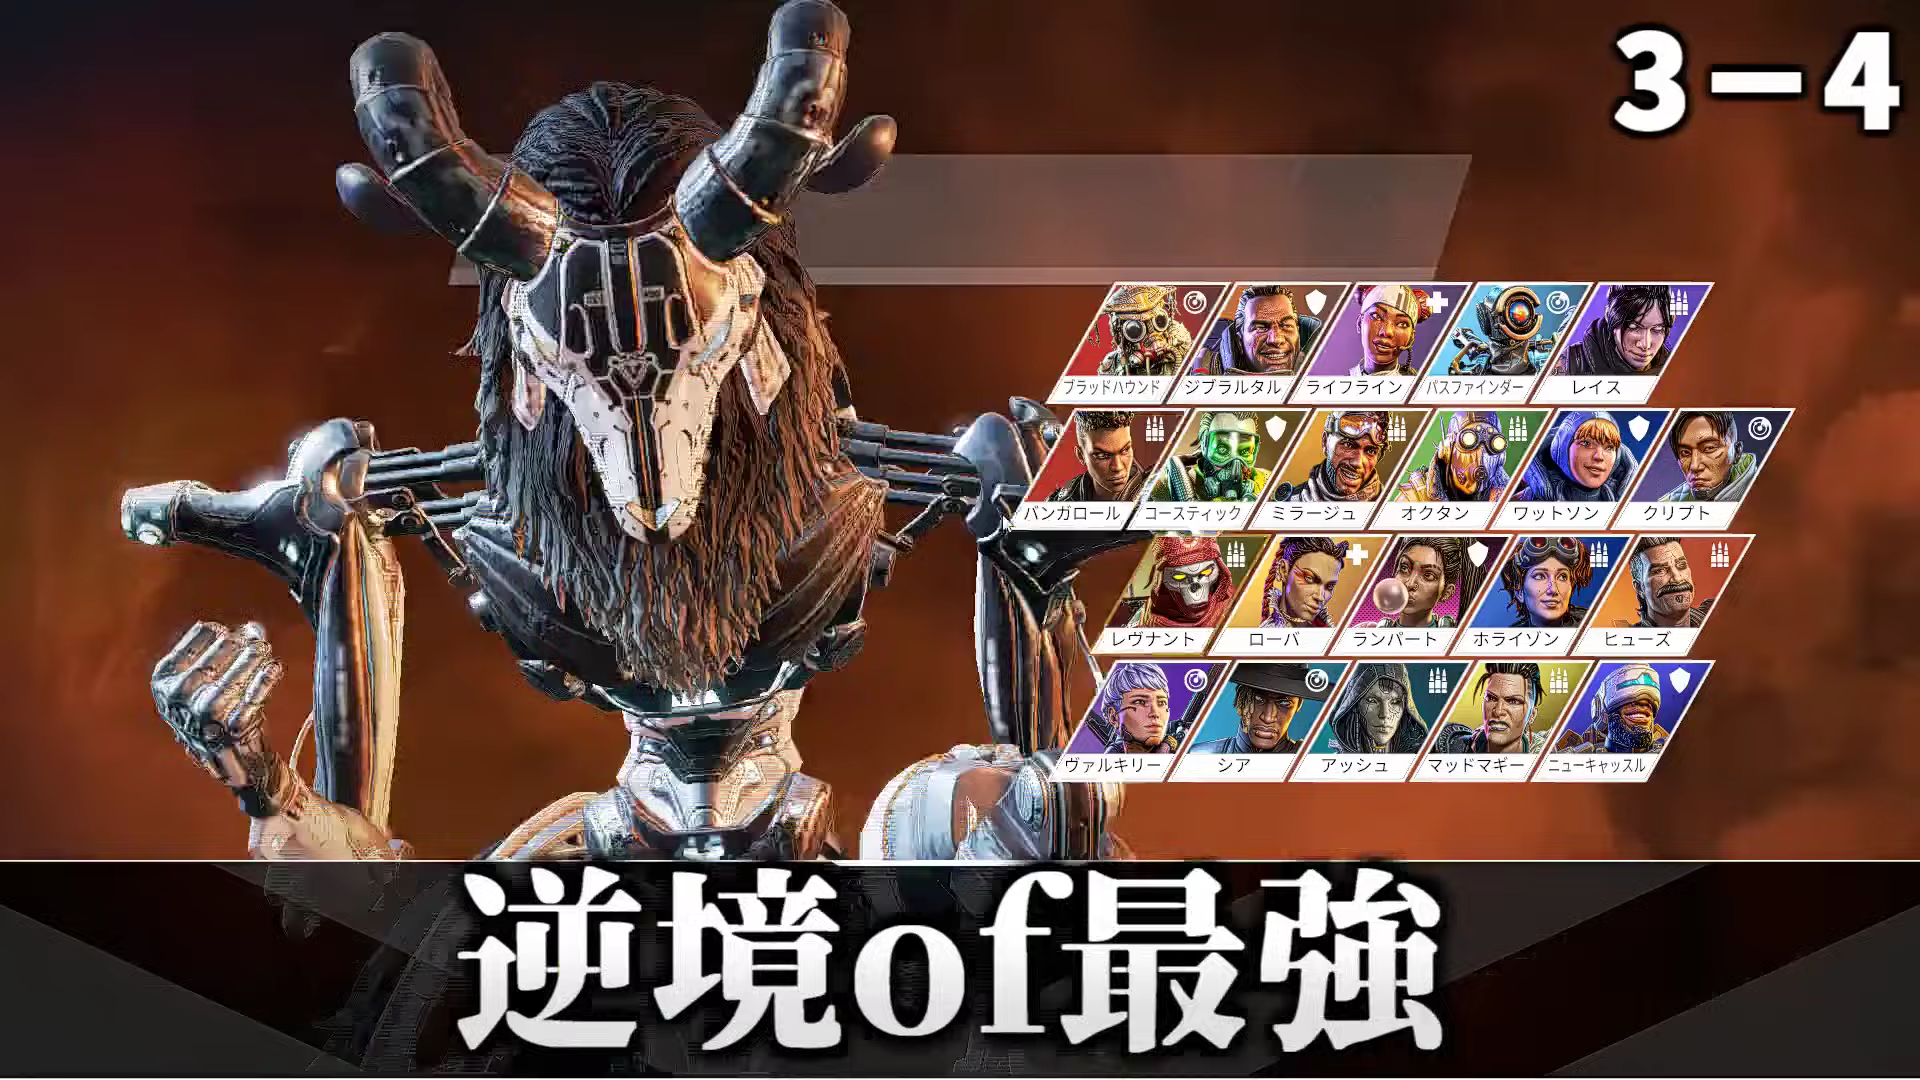 3－4
ブラッドハウンド ジブラルタル ライフライン パスファインダー レイス
バンガロール コースティック ミラージュ オクタン ワットソン クリプト
レヴナント ローバ ランパート ホライゾン ヒューズ
ヴァルキリー シア アッシュ マッドマギー ニューキャッスル
逆境of最強